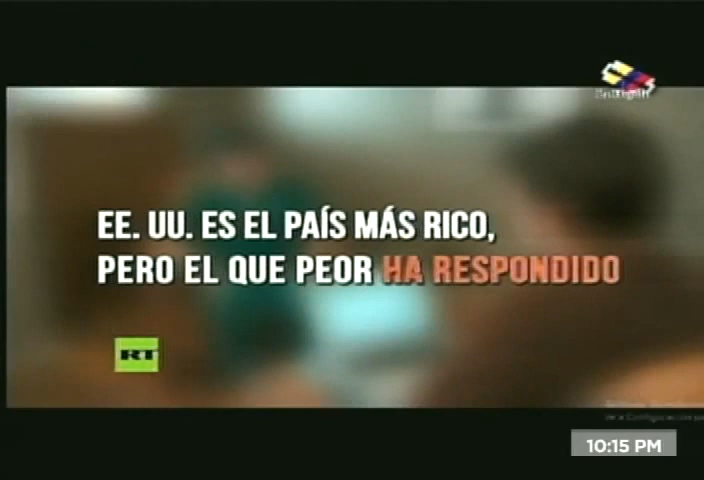 EE. UU. ES EL PAÍS MÁS RICO,
PERO EL QUE PEOR HA RESPONDIDO
RT
10:15 PM